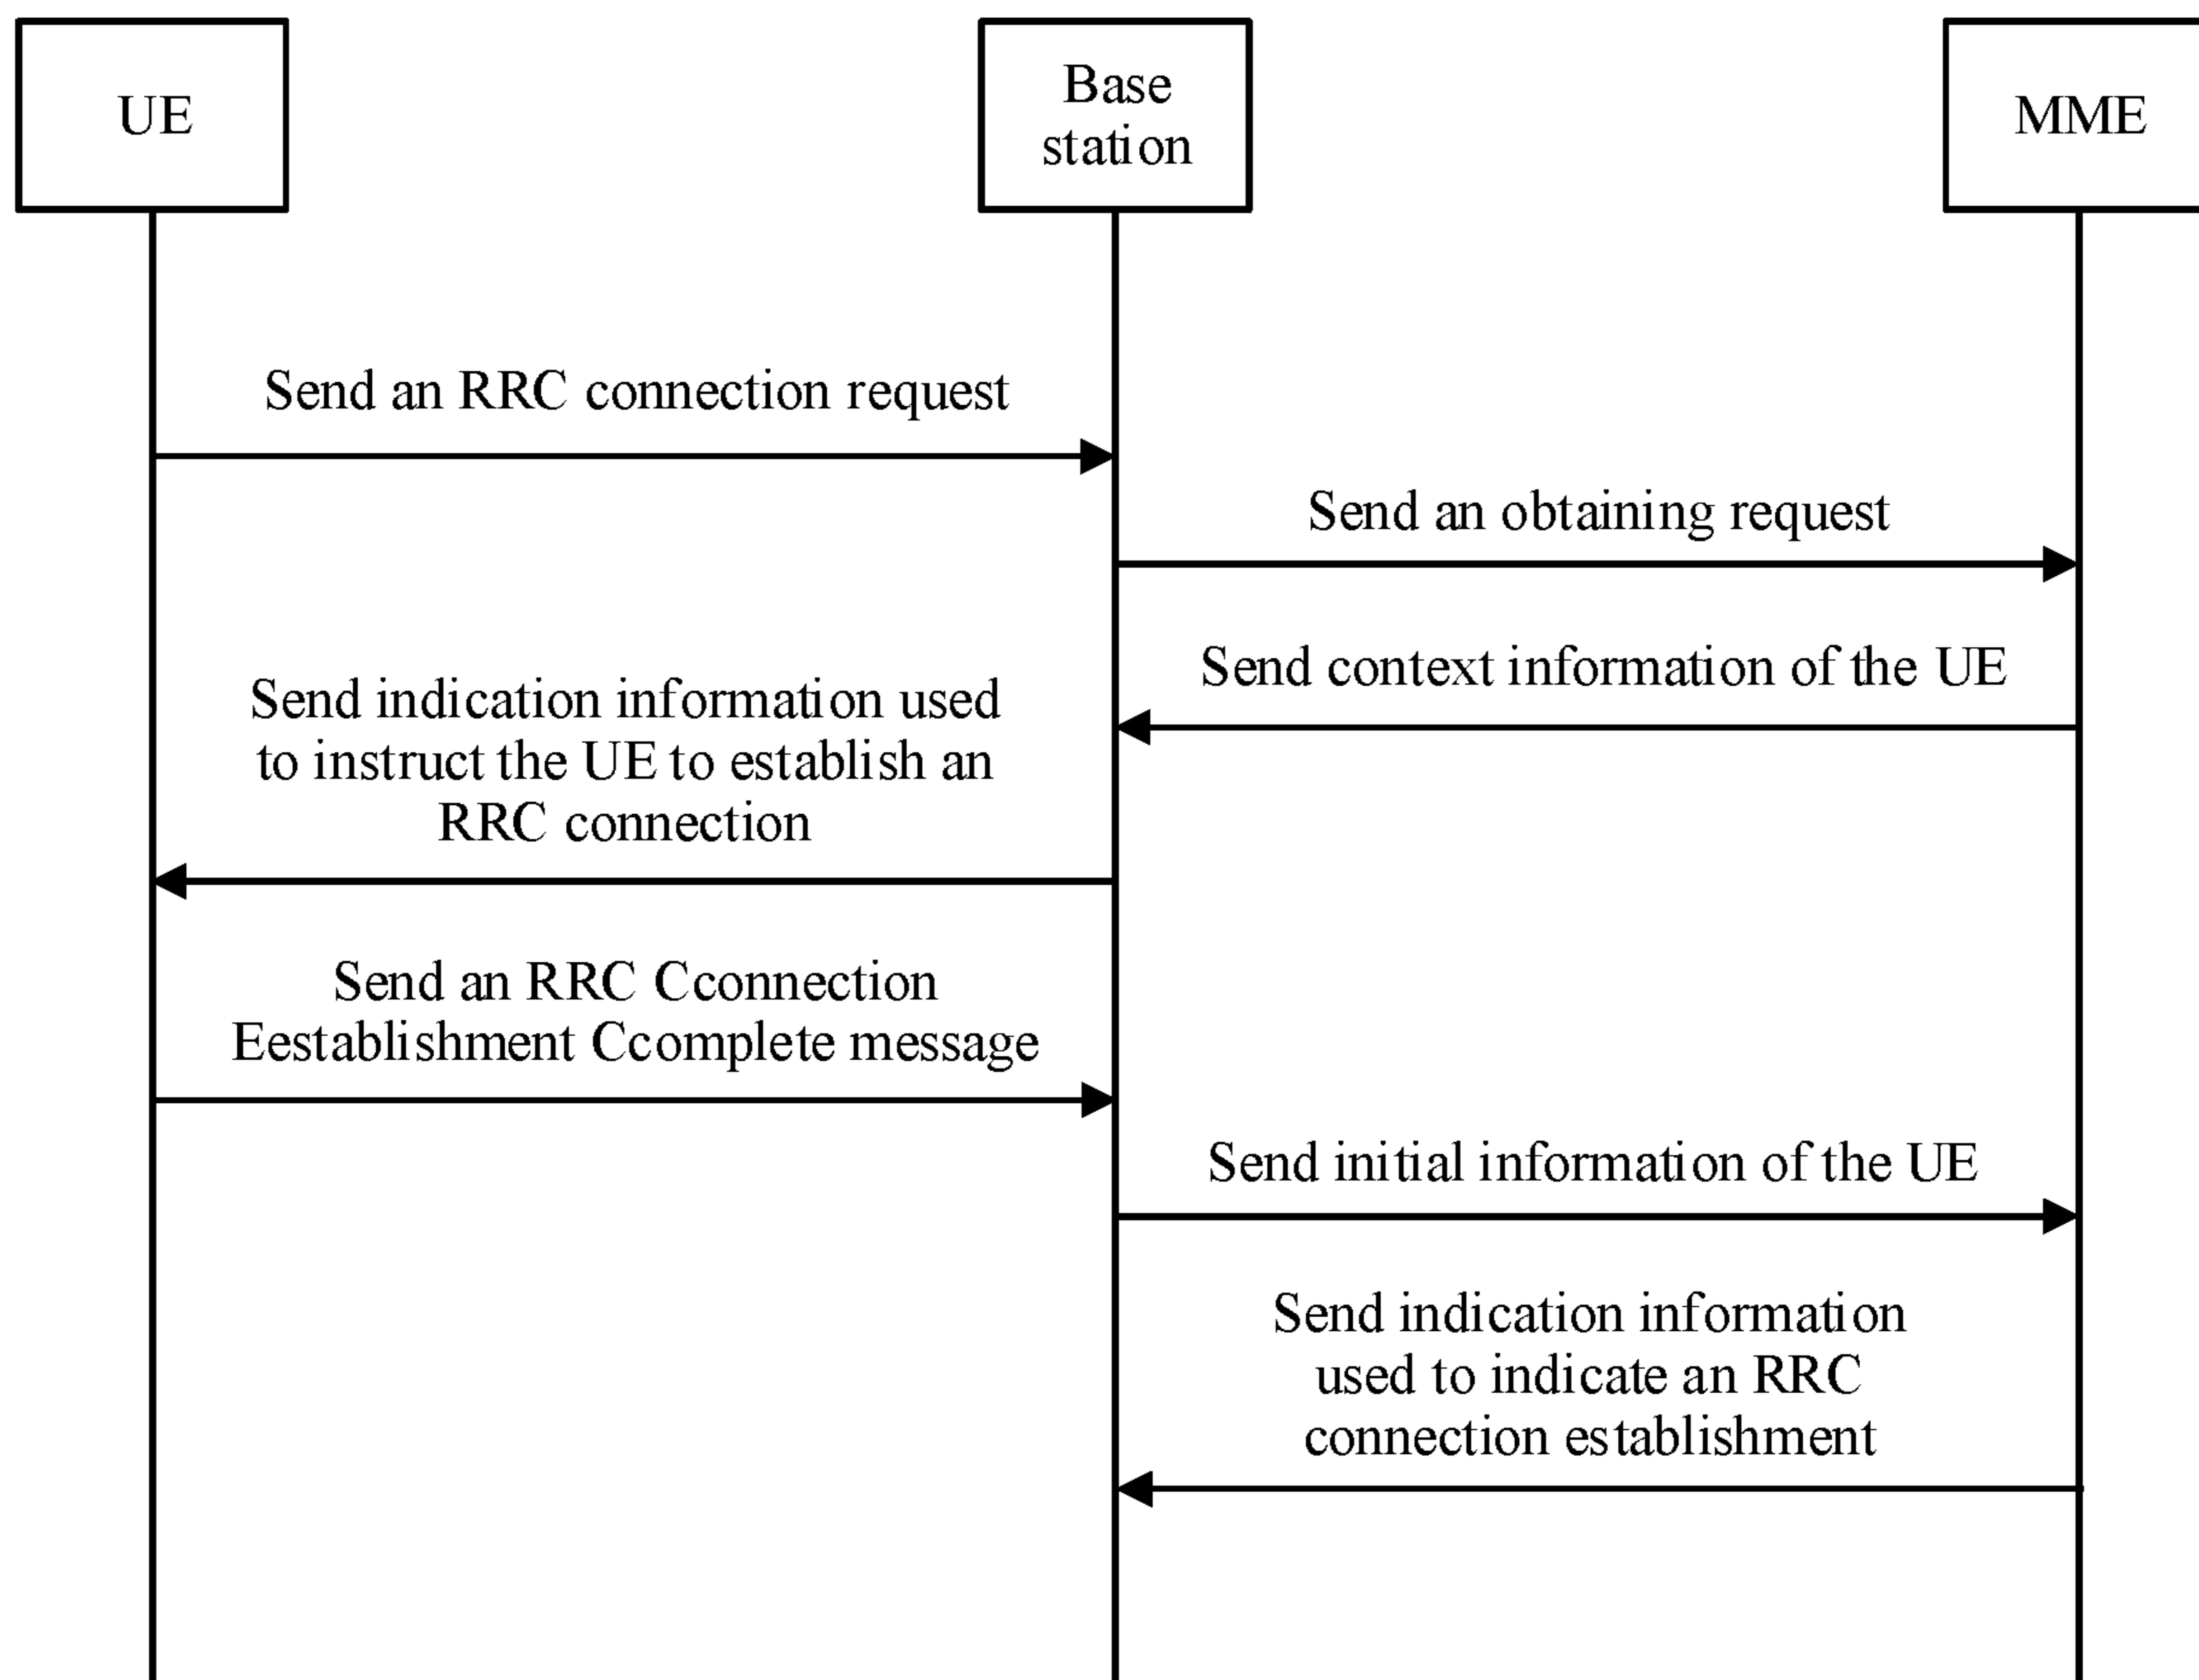 UE
Base
station
MME
Send an RRC connection request
Send an obtaining request
Send context information of the UE
Send indication information used
to instruct the UE to establish an
RRC connection
Send an RRC Cconnection
Eestablishment Ccomplete message
Send initial information of the UE
Send indication information
used to indicate an RRC
connection establishment